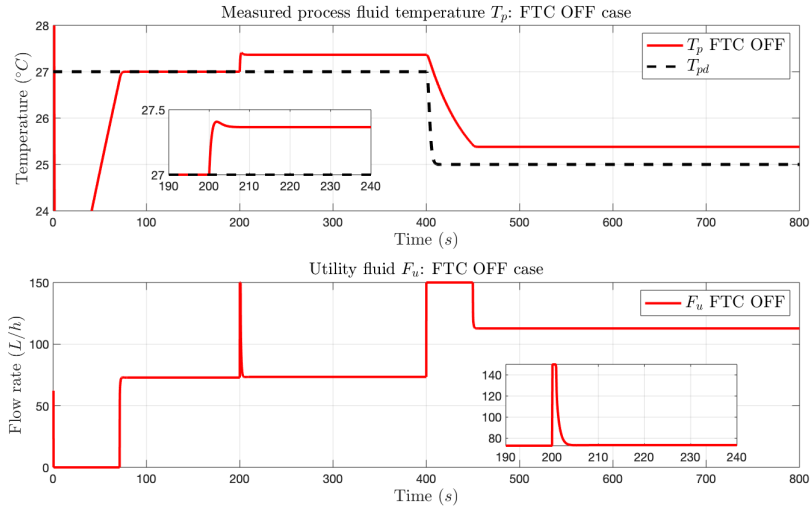 Measured process fluid temperature T_p: FTC OFF case
28
27
26
25
24
Temperature (°C)
T_p FTC OFF
T_pd
27.5
27
190 200 210 220 230 240
0 100 200 300 400 500 600 700 800
Time (s)
Utility fluid F_u: FTC OFF case
150
100
50
0
Flow rate (L/h)
F_u FTC OFF
140
120
100
80
190 200 210 220 230 240
0 100 200 300 400 500 600 700 800
Time (s)